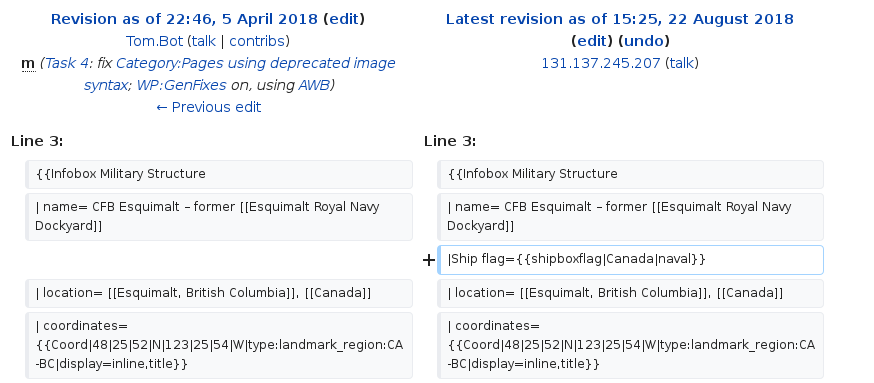 Revision as of 22:46, 5 April 2018 (edit)
Tom.Bot (talk | contribs)
m (Task 4: fix Category:Pages using deprecated image
syntax; WP:GenFixes on, using AWB)
← Previous edit
Latest revision as of 15:25, 22 August 2018
(edit) (undo)
131.137.245.207 (talk)
Line 3:
Line 3:
{{Infobox Military Structure
{{Infobox Military Structure
| name= CFB Esquimalt – former [[Esquimalt Royal Navy
Dockyard]]
| name= CFB Esquimalt – former [[Esquimalt Royal Navy
Dockyard]]
+ |Ship flag={{shipboxflag|Canada|naval}}
| location= [[Esquimalt, British Columbia]], [[Canada]]
| location= [[Esquimalt, British Columbia]], [[Canada]]
| coordinates=
{{Coord|48|25|52|N|123|25|54|W|type:landmark_region:CA
-BC|display=inline,title}}
| coordinates=
{{Coord|48|25|52|N|123|25|54|W|type:landmark_region:CA
-BC|display=inline,title}}